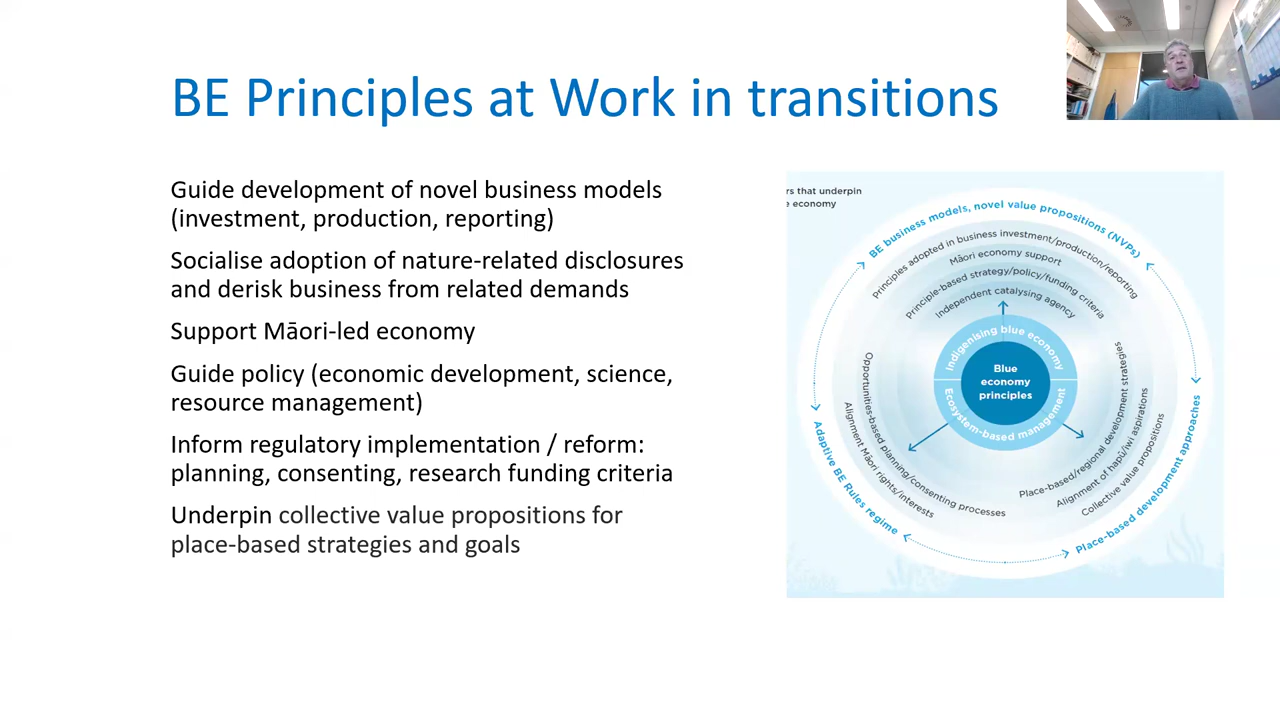 BE Principles at Work in transitions
Guide development of novel business models
(investment, production, reporting)
Socialise adoption of nature-related disclosures
and derisk business from related demands
Support Māori-led economy
Guide policy (economic development, science,
resource management)
Inform regulatory implementation / reform:
planning, consenting, research funding criteria
Underpin collective value propositions for
place-based strategies and goals
rs that underpin
e economy
BE business models, novel value propositions (NVPs)
Principles adopted in business investment/production/reporting
Māori economy support
Principle-based strategy/policy/funding criteria
Independent catalysing agency
Indigenising blue economy
Blue
economy
principles
Ecosystem-based management
Opportunities-based planning/consenting processes
Alignment Māori rights/interests
Adaptive BE Rules regime
Place-based/regional development strategies
Alignment of hapū/iwi aspirations
Collective value propositions
Place-based development approaches